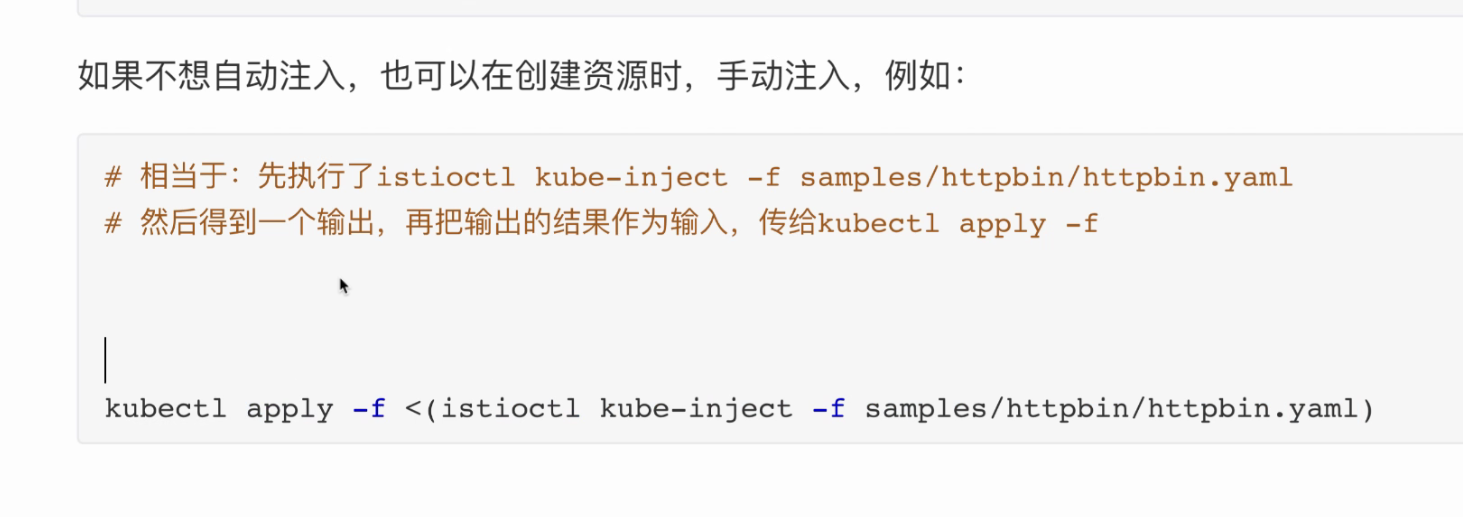 如果不想自动注入，也可以在创建资源时，手动注入，例如：
# 相当于：先执行了istioctl kube-inject -f samples/httpbin/httpbin.yaml
# 然后得到一个输出，再把输出的结果作为输入，传给kubectl apply -f
kubectl apply -f <(istioctl kube-inject -f samples/httpbin/httpbin.yaml)